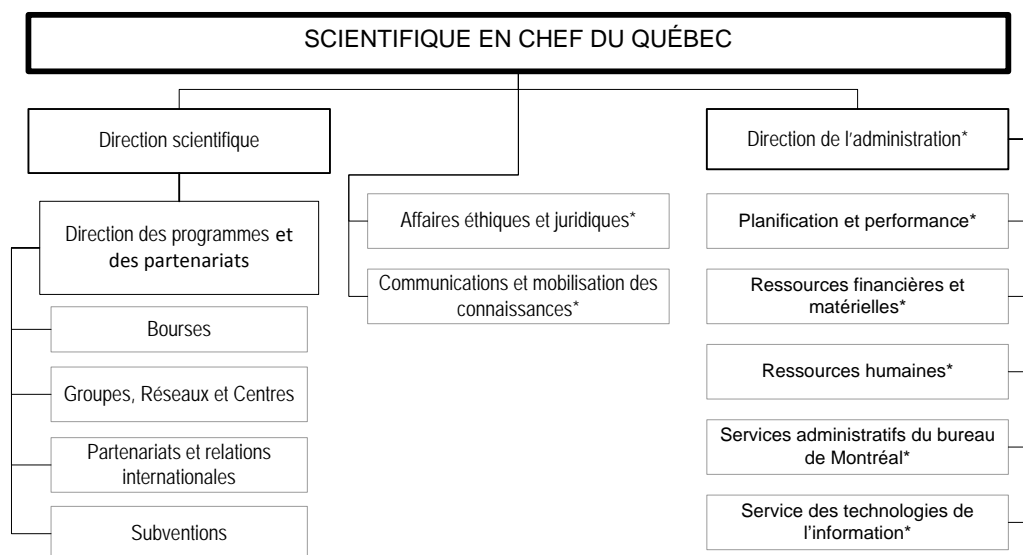 SCIENTIFIQUE EN CHEF DU QUÉBEC
Direction scientifique
Direction des programmes et
des partenariats
Bourses
Groupes, Réseaux et Centres
Partenariats et relations
internationales
Subventions
Affaires éthiques et juridiques*
Communications et mobilisation des
connaissances*
Direction de l'administration*
Planification et performance*
Ressources financières et
matérielles*
Ressources humaines*
Services administratifs du bureau
de Montréal*
Service des technologies de
l'information*